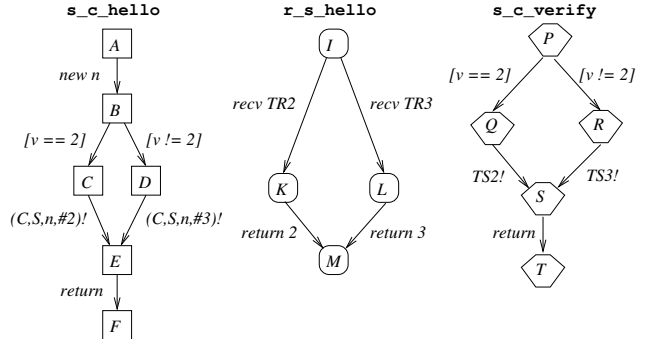 s_c_hello r_s_hello s_c_verify
A I P
new n [v == 2] [v != 2]
B recv TR2 recv TR3
[v == 2] [v != 2] Q R
C D K L TS2! TS3!
S
(C,S,n,#2)! (C,S,n,#3)! return 2 return 3 return
E M T
return
F